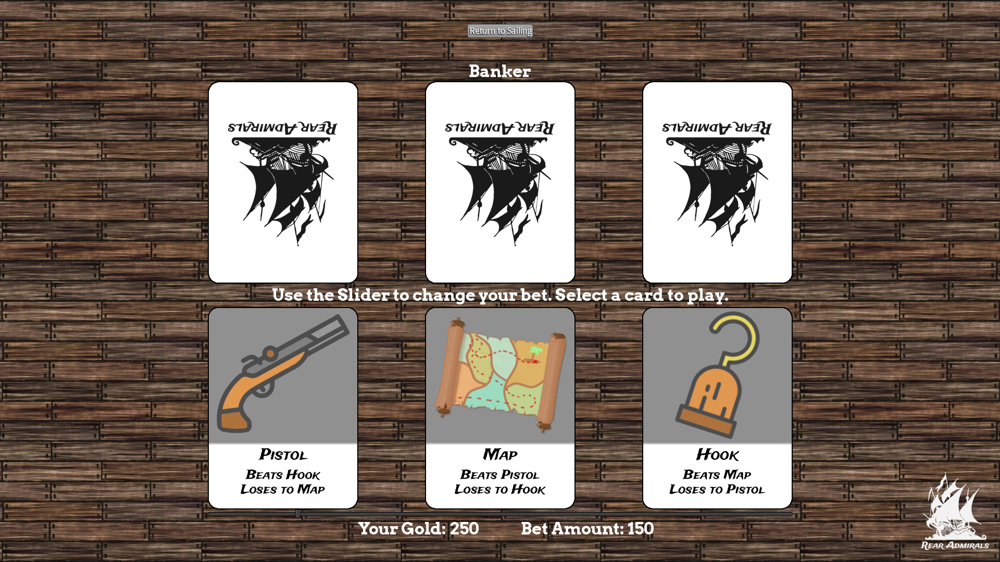 Return to Sailing
Banker
Rear Admirals
Rear Admirals
Rear Admirals
Use the Slider to change your bet. Select a card to play.
Pistol
Beats Hook
Loses to Map
Map
Beats Pistol
Loses to Hook
Hook
Beats Map
Loses to Pistol
Your Gold: 250
Bet Amount: 150
Rear Admirals